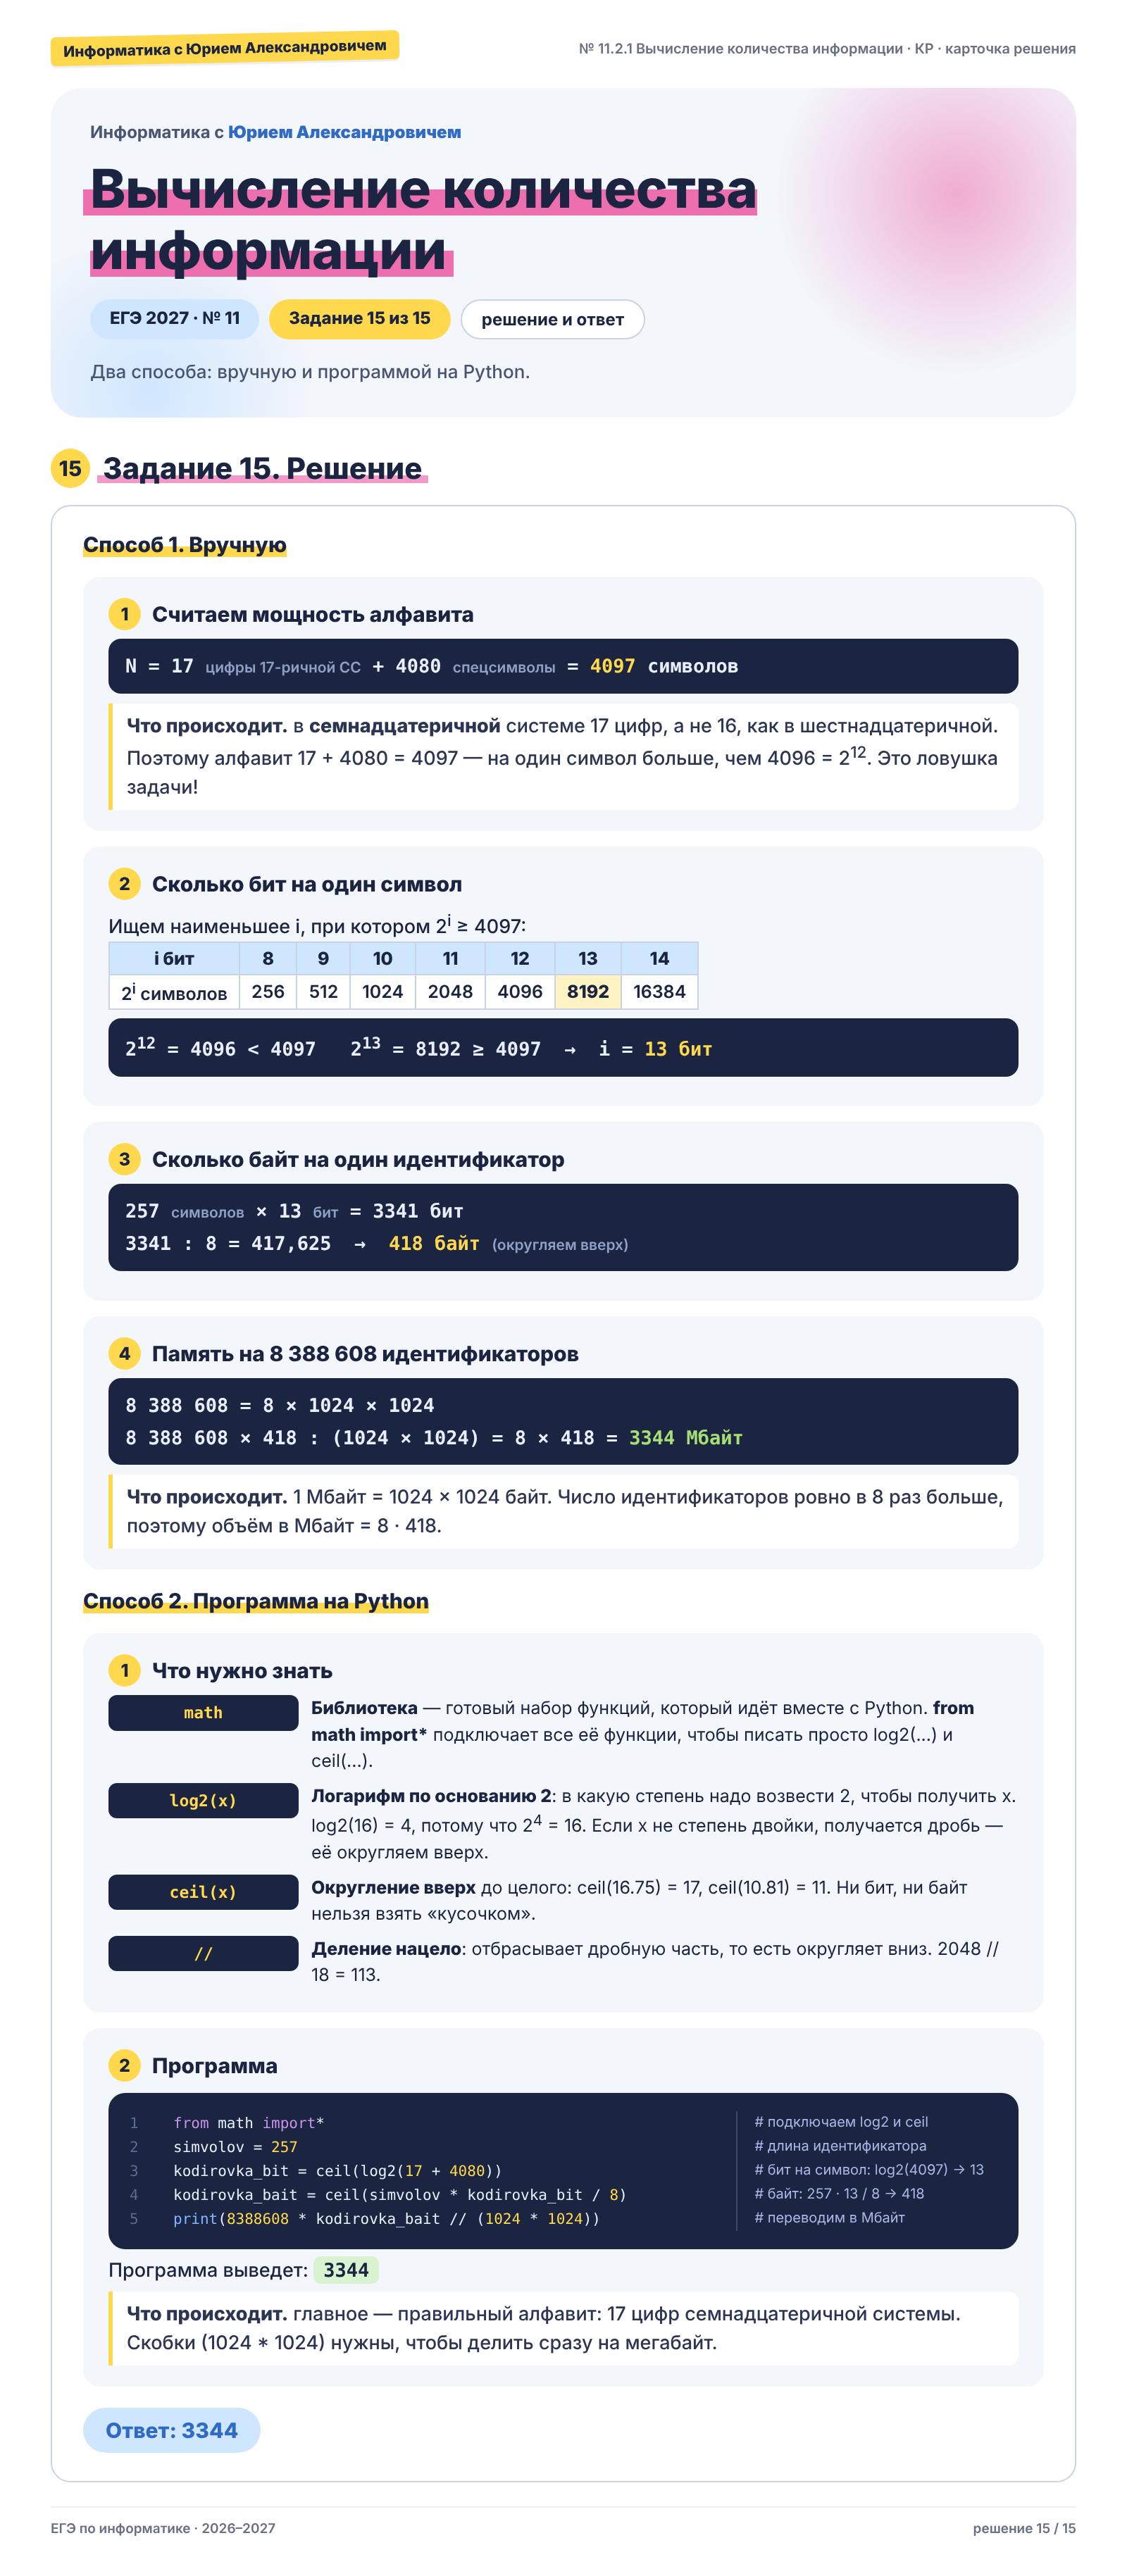 Информатика с Юрием Александровичем
№ 11.2.1 Вычисление количества информации · КР · карточка решения
Информатика с Юрием Александровичем
Вычисление количества
информации
ЕГЭ 2027 · № 11
Задание 15 из 15
решение и ответ
Два способа: вручную и программой на Python.
15 Задание 15. Решение
Способ 1. Вручную
1 Считаем мощность алфавита
N = 17 цифры 17-ричной СС + 4080 спецсимволы = 4097 символов
Что происходит. в семнадцатеричной системе 17 цифр, а не 16, как в шестнадцатеричной.
Поэтому алфавит 17 + 4080 = 4097 — на один символ больше, чем 4096 = 2^12. Это ловушка
задачи!
2 Сколько бит на один символ
Ищем наименьшее i, при котором 2^i ≥ 4097:
i бит 8 9 10 11 12 13 14
2^i символов 256 512 1024 2048 4096 8192 16384
2^12 = 4096 < 4097 2^13 = 8192 ≥ 4097 → i = 13 бит
3 Сколько байт на один идентификатор
257 символов × 13 бит = 3341 бит
3341 : 8 = 417,625 → 418 байт (округляем вверх)
4 Память на 8 388 608 идентификаторов
8 388 608 = 8 × 1024 × 1024
8 388 608 × 418 : (1024 × 1024) = 8 × 418 = 3344 Мбайт
Что происходит. 1 Мбайт = 1024 × 1024 байт. Число идентификаторов ровно в 8 раз больше,
поэтому объём в Мбайт = 8 · 418.
Способ 2. Программа на Python
1 Что нужно знать
math
Библиотека — готовый набор функций, который идёт вместе с Python. from
math import* подключает все её функции, чтобы писать просто log2(...) и
ceil(...).
log2(x)
Логарифм по основанию 2: в какую степень надо возвести 2, чтобы получить x.
log2(16) = 4, потому что 2^4 = 16. Если x не степень двойки, получается дробь —
её округляем вверх.
ceil(x)
Округление вверх до целого: ceil(16.75) = 17, ceil(10.81) = 11. Ни бит, ни байт
нельзя взять «кусочком».
//
Деление нацело: отбрасывает дробную часть, то есть округляет вниз. 2048 //
18 = 113.
2 Программа
1 from math import* # подключаем log2 и ceil
2 simvolov = 257 # длина идентификатора
3 kodirovka_bit = ceil(log2(17 + 4080)) # бит на символ: log2(4097) → 13
4 kodirovka_bait = ceil(simvolov * kodirovka_bit / 8) # байт: 257 · 13 / 8 → 418
5 print(8388608 * kodirovka_bait // (1024 * 1024)) # переводим в Мбайт
Программа выведет: 3344
Что происходит. главное — правильный алфавит: 17 цифр семнадцатеричной системы.
Скобки (1024 * 1024) нужны, чтобы делить сразу на мегабайт.
Ответ: 3344
ЕГЭ по информатике · 2026–2027
решение 15 / 15